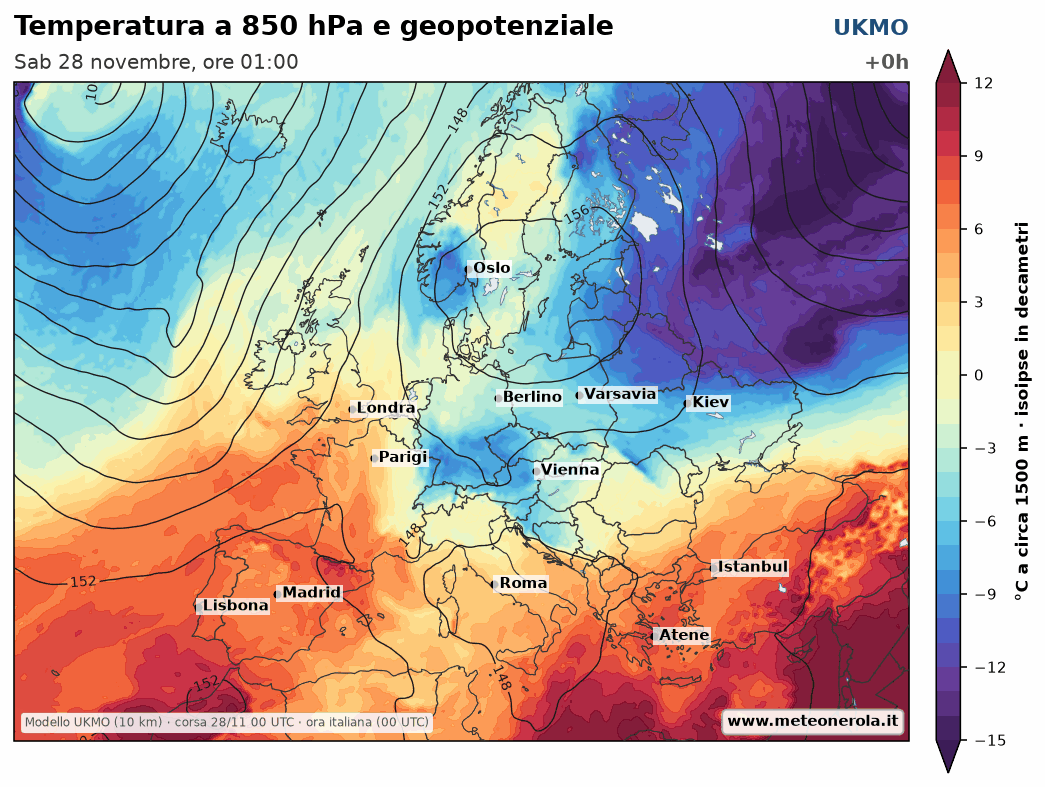 Temperatura a 850 hPa e geopotenziale
UKMO
Sab 28 novembre, ore 01:00
+0h
10
148
152
156
Oslo
Berlino
Varsavia
Kiev
Londra
Parigi
Vienna
148
152
Istanbul
Roma
Madrid
Lisbona
Atene
152
148
Modello UKMO (10 km) · corsa 28/11 00 UTC · ora italiana (00 UTC)
www.meteonerola.it
12
9
6
3
0
−3
−6
−9
−12
−15
°C a circa 1500 m · isoipse in decametri